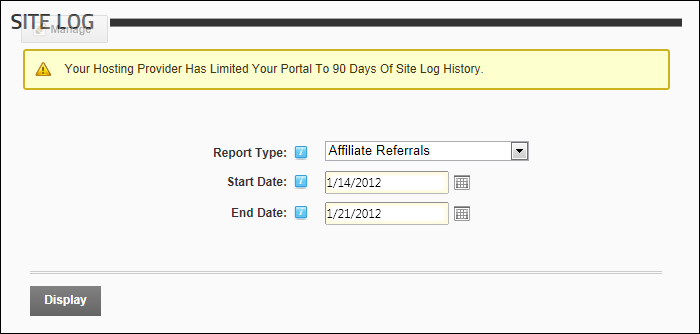 SITE LOG
Manage
Your Hosting Provider Has Limited Your Portal To 90 Days Of Site Log History.
Report Type: Affiliate Referrals
Start Date: 1/14/2012
End Date: 1/21/2012
Display